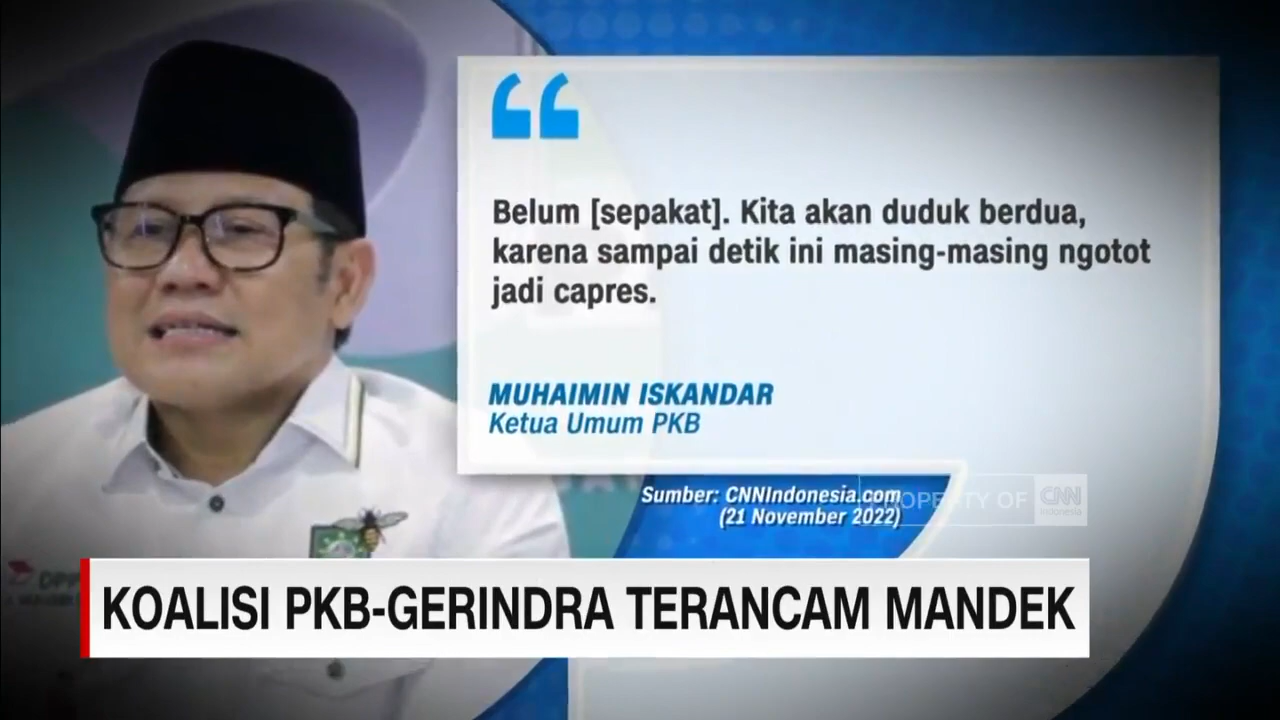 Belum [sepakat]. Kita akan duduk berdua,
karena sampai detik ini masing-masing ngotot
jadi capres.
MUHAIMIN ISKANDAR
Ketua Umum PKB
Sumber: CNNIndonesia.com
(21 November 2022)
PROPERTY OF CNN Indonesia
KOALISI PKB-GERINDRA TERANCAM MANDEK